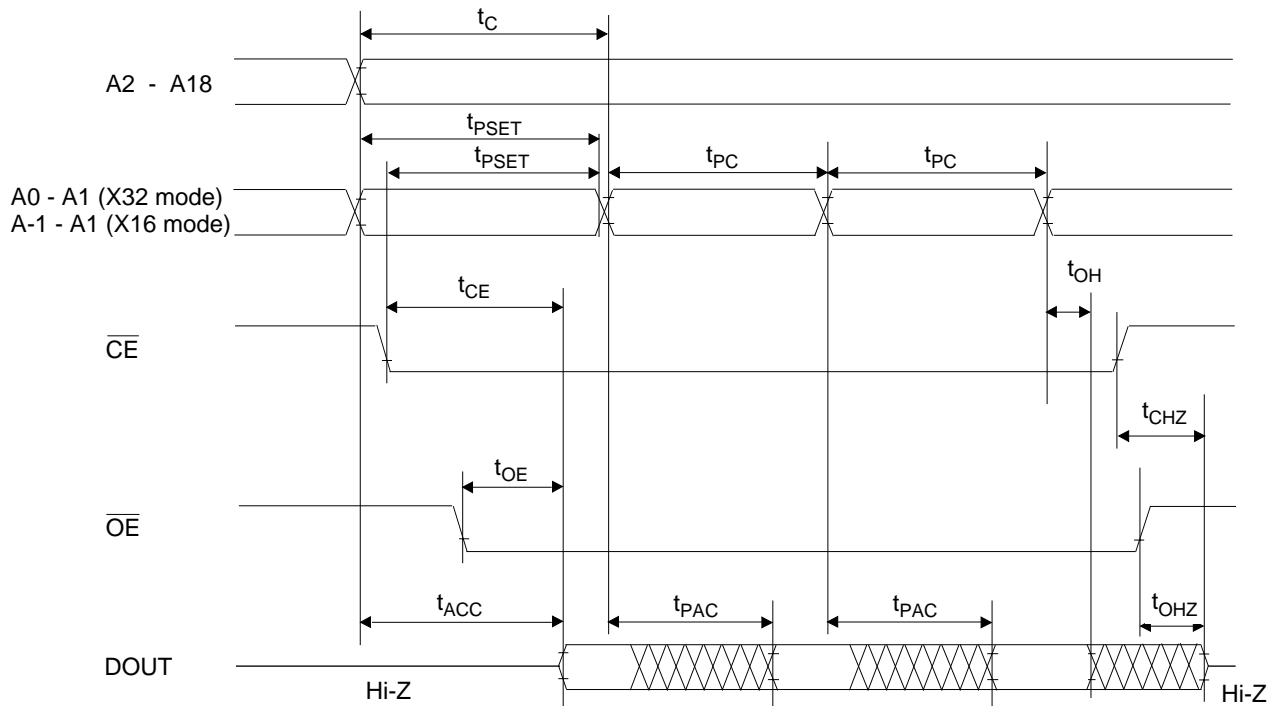 tC
A2 - A18
tPSET
tPSET
tPC
tPC
A0 - A1 (X32 mode)
A-1 - A1 (X16 mode)
tOH
tCE
CE
tCHZ
tOE
OE
tACC
tPAC
tPAC
tOHZ
DOUT
Hi-Z
Hi-Z